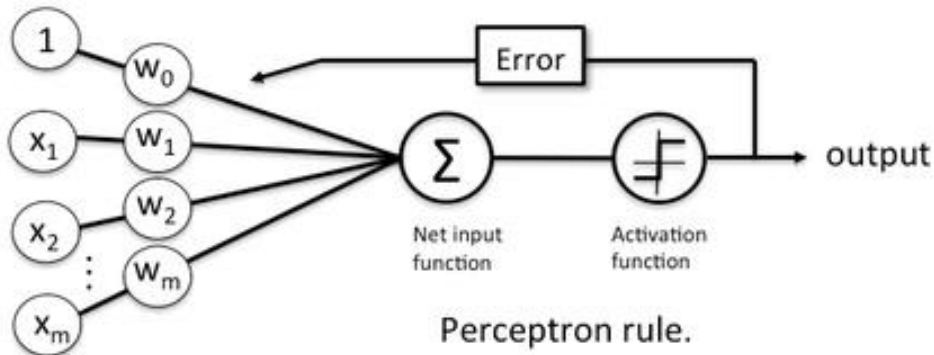 1
w₀
Error
x₁
w₁
Σ
output
x₂
w₂
Net input
function
Activation
function
⋮
wₘ
xₘ
Perceptron rule.